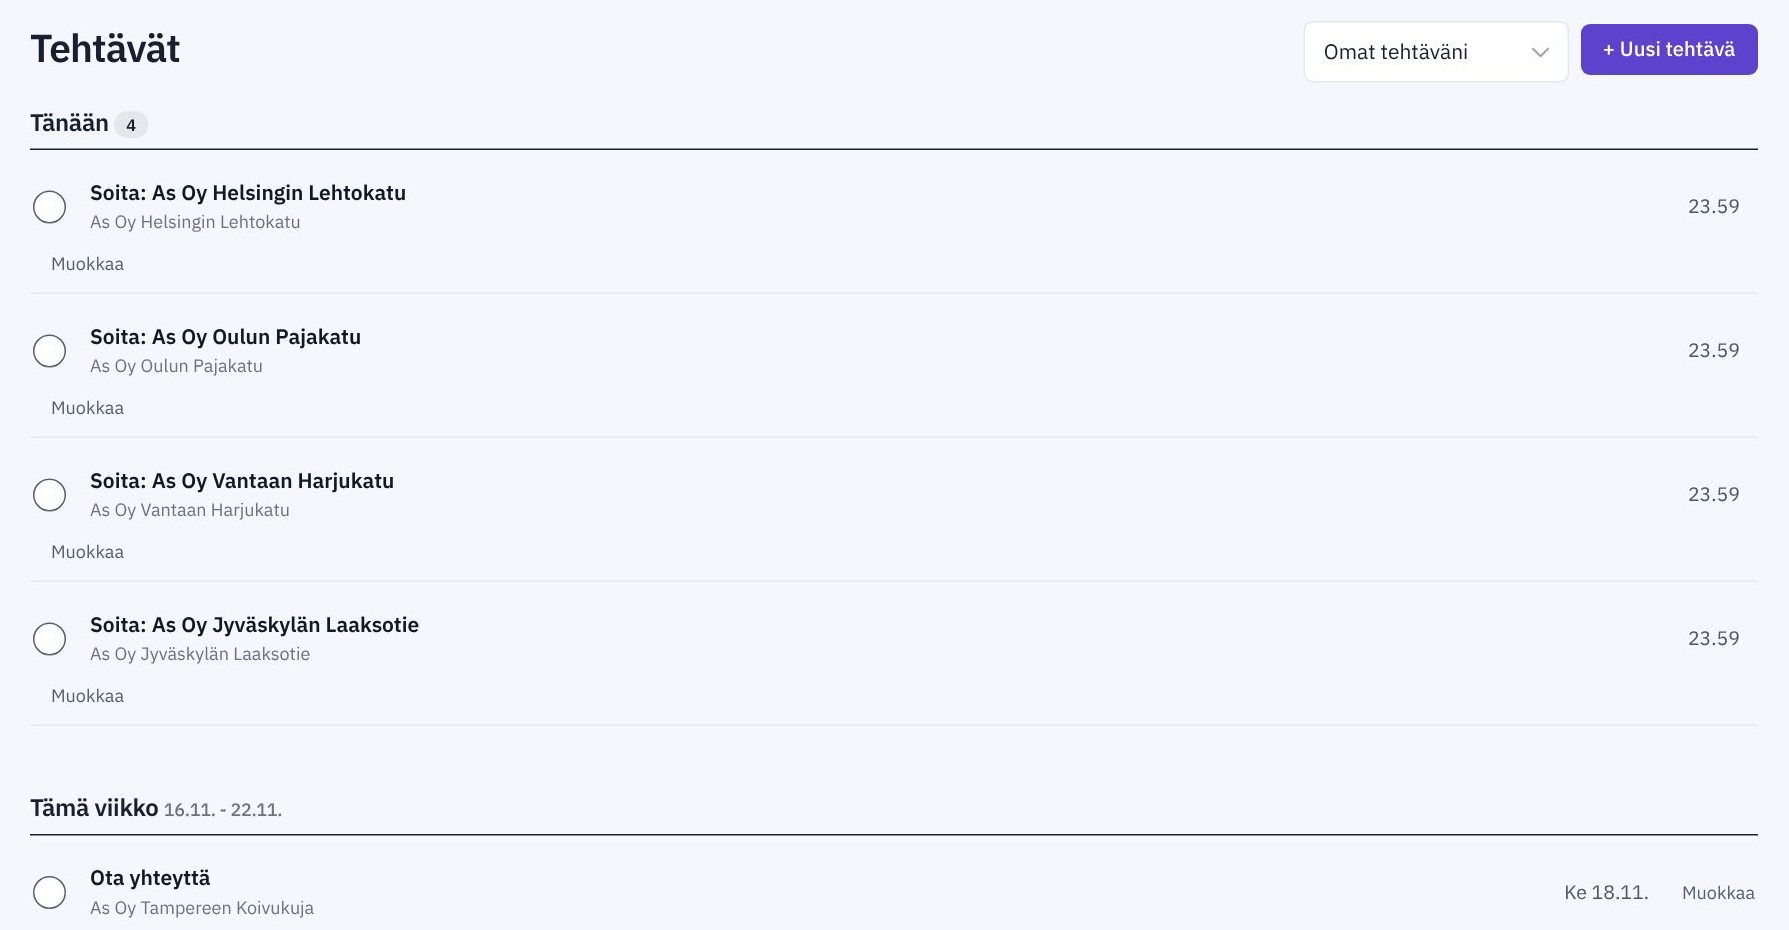 Tehtävät
Omat tehtäväni
+ Uusi tehtävä
Tänään 4
Soita: As Oy Helsingin Lehtokatu
As Oy Helsingin Lehtokatu
23.59
Muokkaa
Soita: As Oy Oulun Pajakatu
As Oy Oulun Pajakatu
23.59
Muokkaa
Soita: As Oy Vantaan Harjukatu
As Oy Vantaan Harjukatu
23.59
Muokkaa
Soita: As Oy Jyväskylän Laaksotie
As Oy Jyväskylän Laaksotie
23.59
Muokkaa
Tämä viikko 16.11. - 22.11.
Ota yhteyttä
As Oy Tampereen Koivukuja
Ke 18.11.
Muokkaa